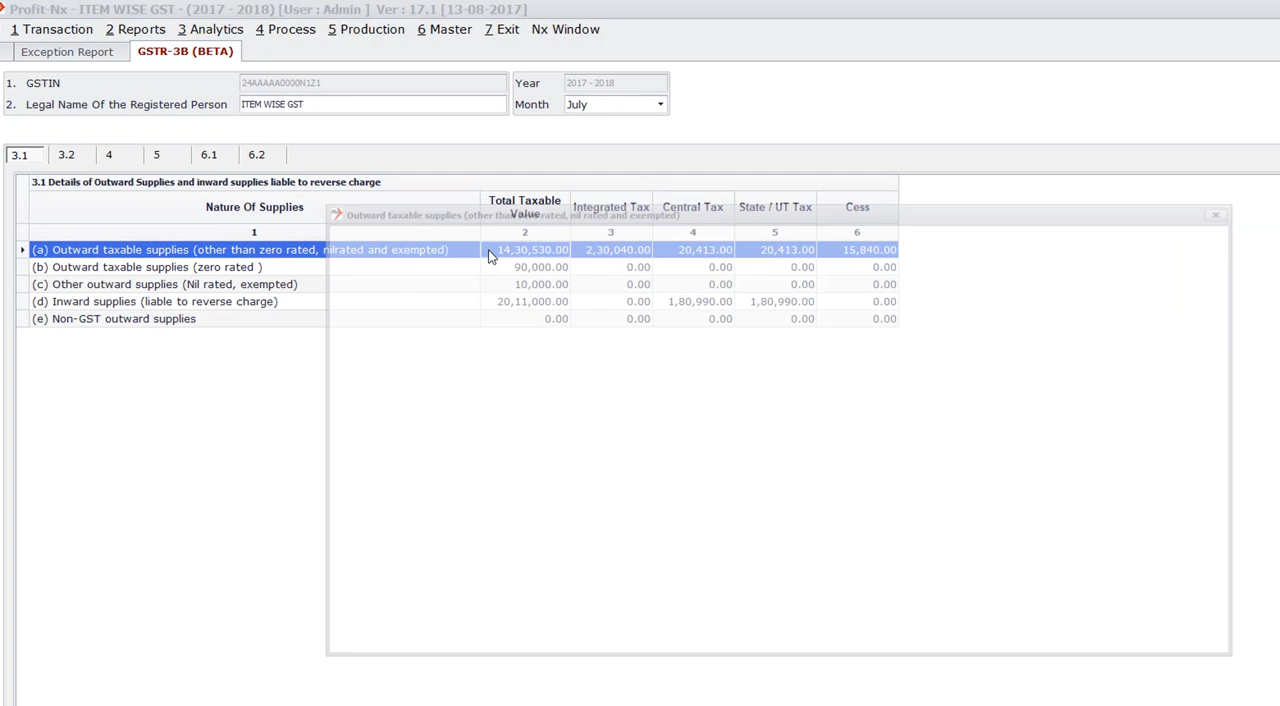 Profit-Nx - ITEM WISE GST - (2017 - 2018) [User : Admin ] Ver : 17.1 [13-08-2017]
1 Transaction 2 Reports 3 Analytics 4 Process 5 Production 6 Master 7 Exit Nx Window
Exception Report GSTR-3B (BETA)
1. GSTIN 24AAAAA0000N1Z1 Year 2017 - 2018
2. Legal Name Of the Registered Person ITEM WISE GST Month July
3.1 3.2 4 5 6.1 6.2
3.1 Details of Outward Supplies and inward supplies liable to reverse charge
Nature Of Supplies Total Taxable Value Integrated Tax Central Tax State / UT Tax Cess
Outward taxable supplies (other than zero rated, nil rated and exempted)
1 2 3 4 5 6
(a) Outward taxable supplies (other than zero rated, nilrated and exempted) 14,30,530.00 2,30,040.00 20,413.00 20,413.00 15,840.00
(b) Outward taxable supplies (zero rated ) 90,000.00 0.00 0.00 0.00 0.00
(c) Other outward supplies (Nil rated, exempted) 10,000.00 0.00 0.00 0.00 0.00
(d) Inward supplies (liable to reverse charge) 20,11,000.00 0.00 1,80,990.00 1,80,990.00 0.00
(e) Non-GST outward supplies 0.00 0.00 0.00 0.00 0.00